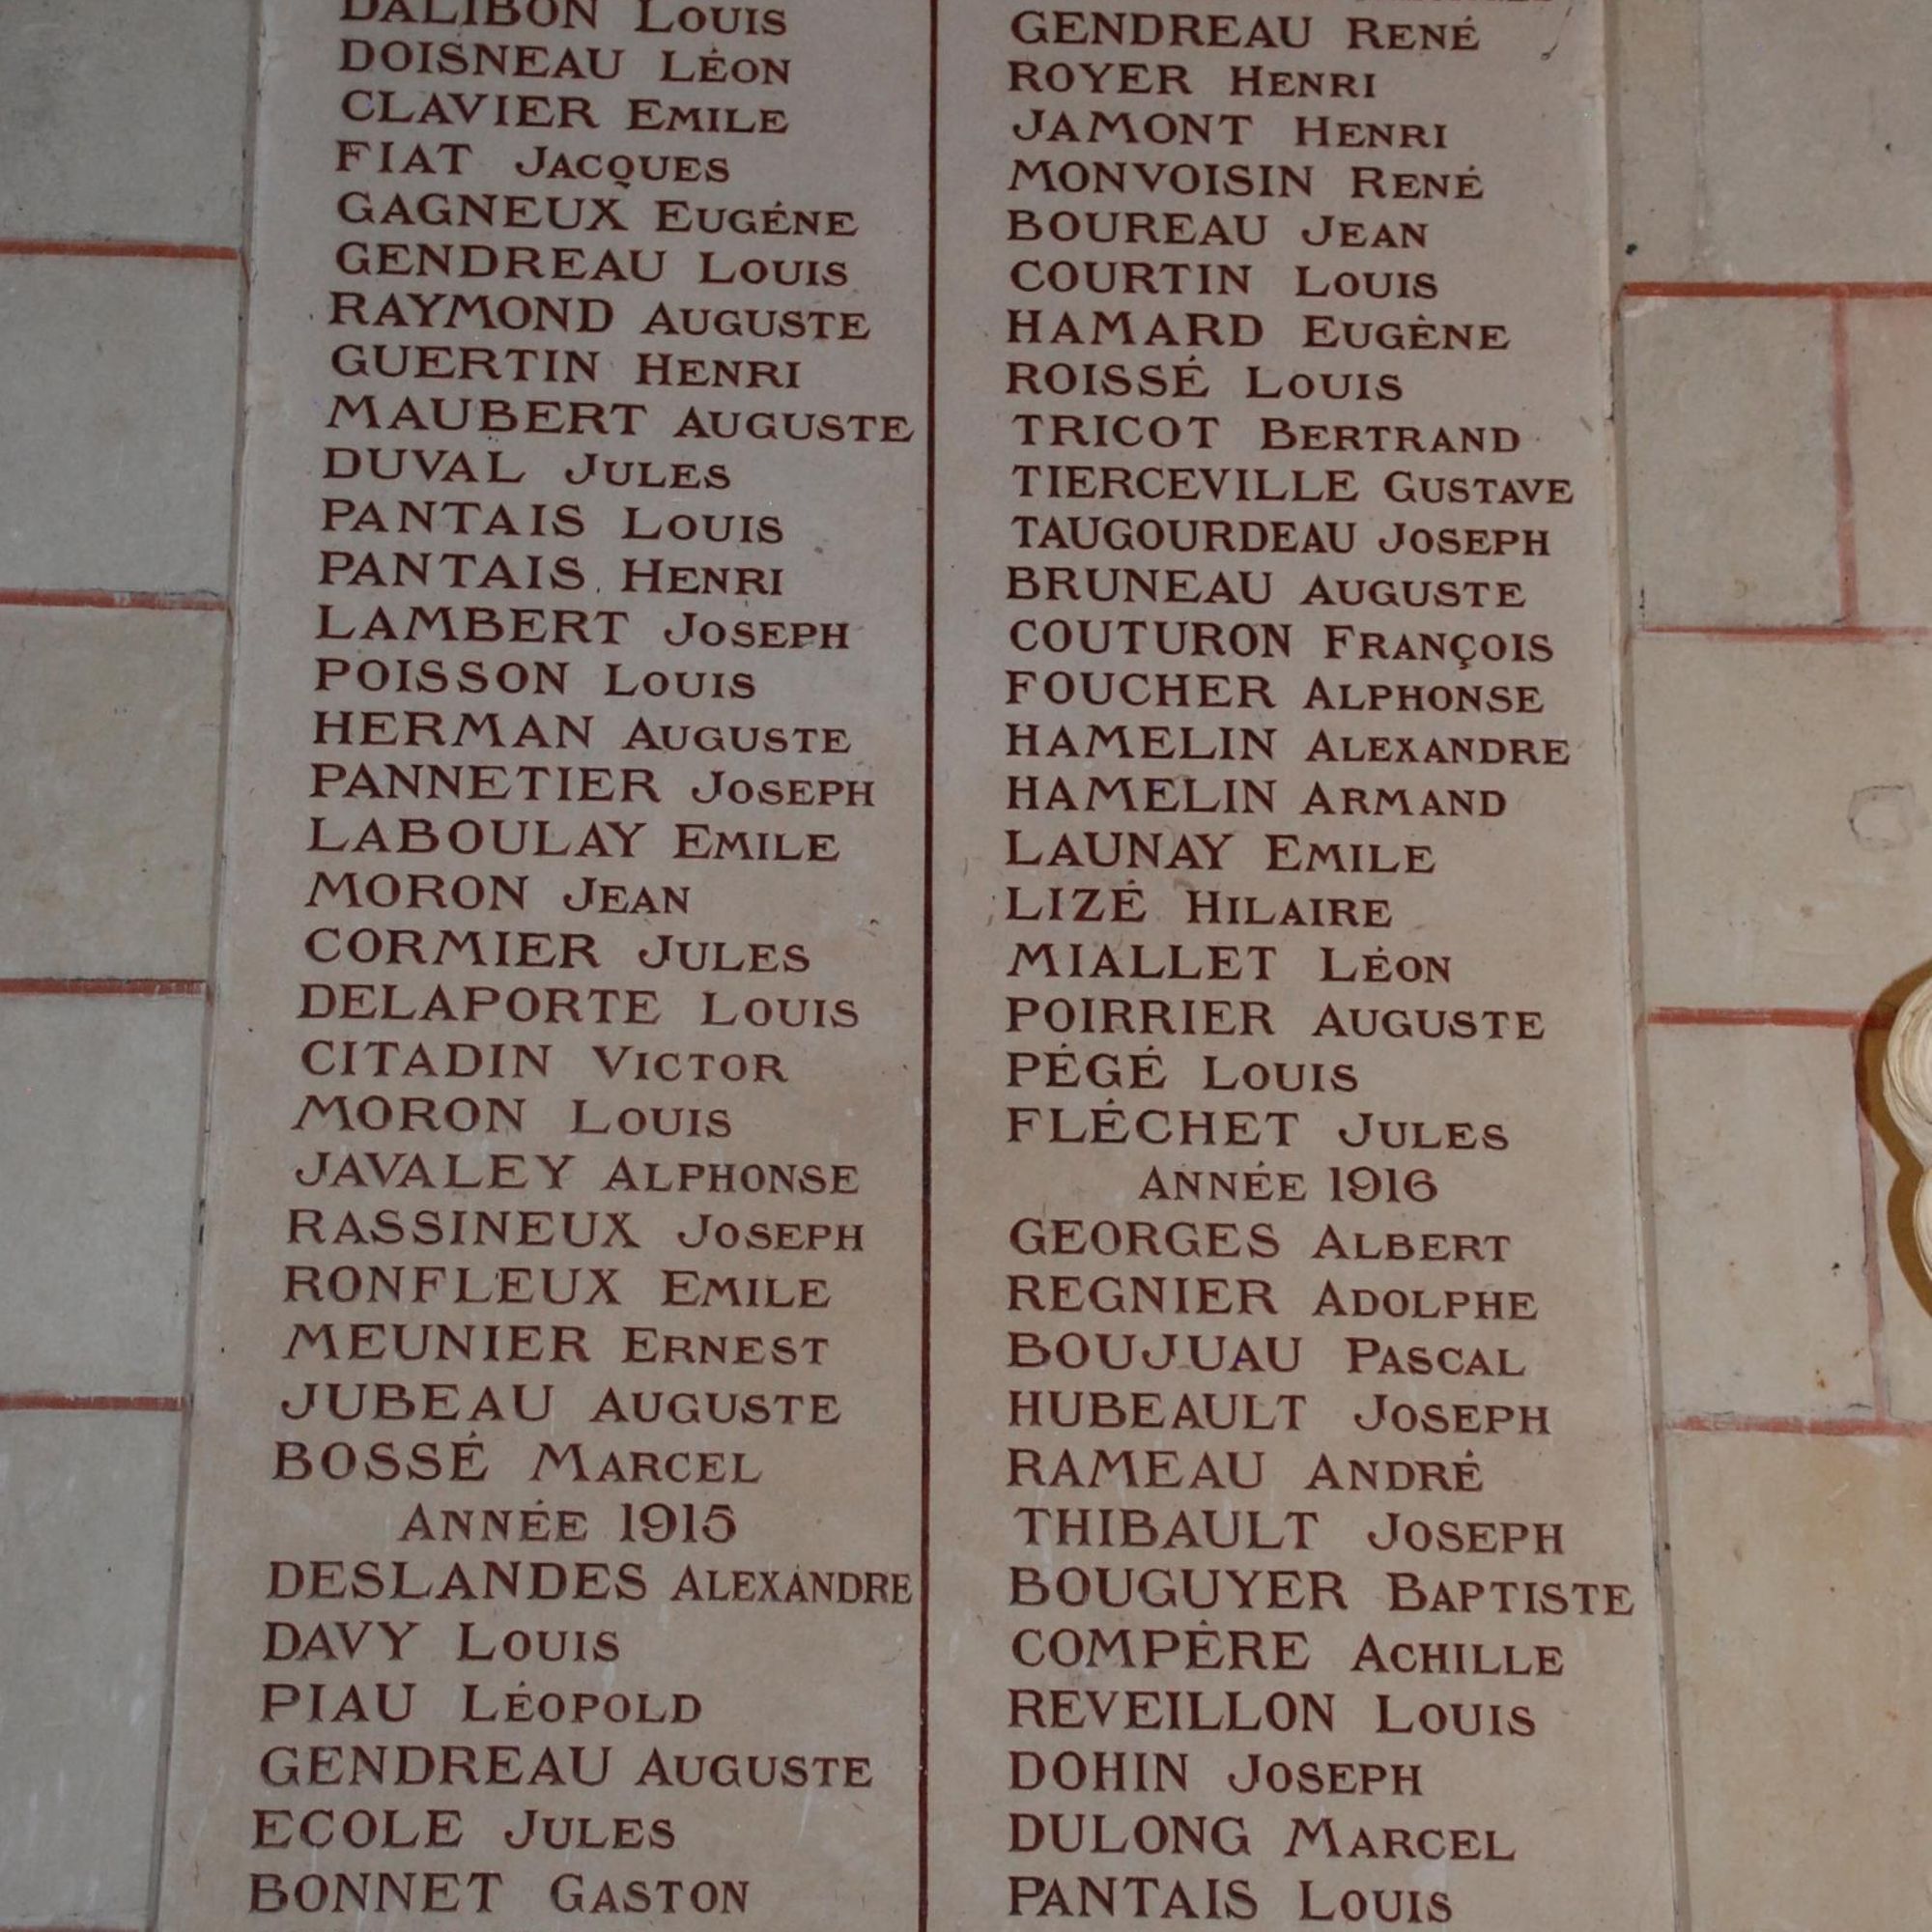 DALIBON LOUIS
DOISNEAU LÉON
CLAVIER EMILE
FIAT JACQUES
GAGNEUX EUGÉNE
GENDREAU LOUIS
RAYMOND AUGUSTE
GUERTIN HENRI
MAUBERT AUGUSTE
DUVAL JULES
PANTAIS LOUIS
PANTAIS HENRI
LAMBERT JOSEPH
POISSON LOUIS
HERMAN AUGUSTE
PANNETIER JOSEPH
LABOULAY EMILE
MORON JEAN
CORMIER JULES
DELAPORTE LOUIS
CITADIN VICTOR
MORON LOUIS
JAVALEY ALPHONSE
RASSINEUX JOSEPH
RONFLEUX EMILE
MEUNIER ERNEST
JUBEAU AUGUSTE
BOSSÉ MARCEL
ANNÉE 1915
DESLANDES ALEXANDRE
DAVY LOUIS
PIAU LÉOPOLD
GENDREAU AUGUSTE
ECOLE JULES
BONNET GASTON
GENDREAU RENÉ
ROYER HENRI
JAMONT HENRI
MONVOISIN RENÉ
BOUREAU JEAN
COURTIN LOUIS
HAMARD EUGÈNE
ROISSÉ LOUIS
TRICOT BERTRAND
TIERCEVILLE GUSTAVE
TAUGOURDEAU JOSEPH
BRUNEAU AUGUSTE
COUTURON FRANÇOIS
FOUCHER ALPHONSE
HAMELIN ALEXANDRE
HAMELIN ARMAND
LAUNAY EMILE
LIZÉ HILAIRE
MIALLET LÉON
POIRRIER AUGUSTE
PÉGÉ LOUIS
FLÉCHET JULES
ANNÉE 1916
GEORGES ALBERT
REGNIER ADOLPHE
BOUJUAU PASCAL
HUBEAULT JOSEPH
RAMEAU ANDRÉ
THIBAULT JOSEPH
BOUGUYER BAPTISTE
COMPÈRE ACHILLE
REVEILLON LOUIS
DOHIN JOSEPH
DULONG MARCEL
PANTAIS LOUIS